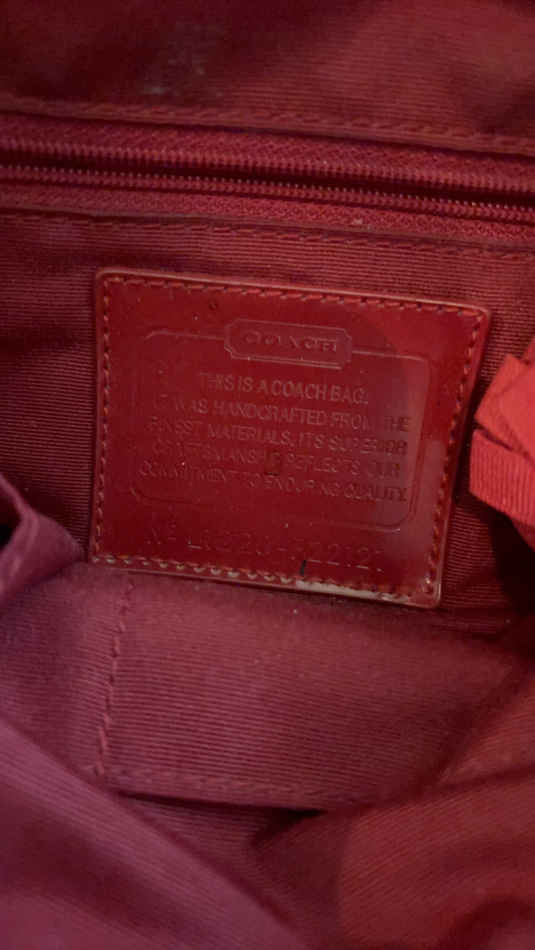 COACH
THIS IS A COACH BAG.
IT WAS HANDCRAFTED FROM THE
FINEST MATERIALS. ITS SUPERIOR
CRAFTSMANSHIP REFLECTS OUR
COMMITMENT TO ENDURING QUALITY.
Nº